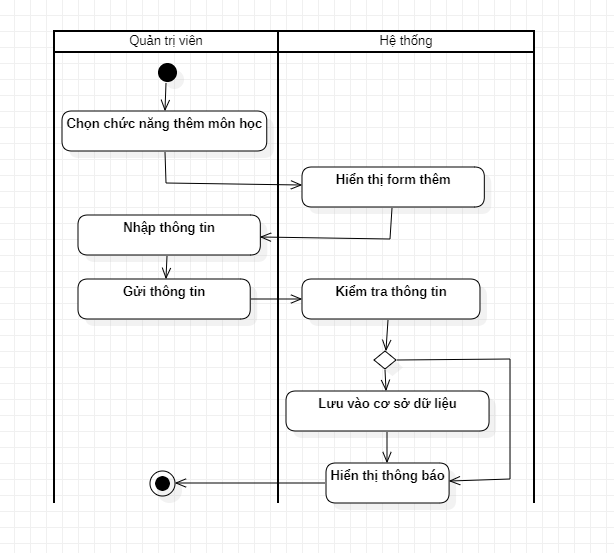 Quản trị viên
Hệ thống
Chọn chức năng thêm môn học
Hiển thị form thêm
Nhập thông tin
Gửi thông tin
Kiểm tra thông tin
Lưu vào cơ sở dữ liệu
Hiển thị thông báo